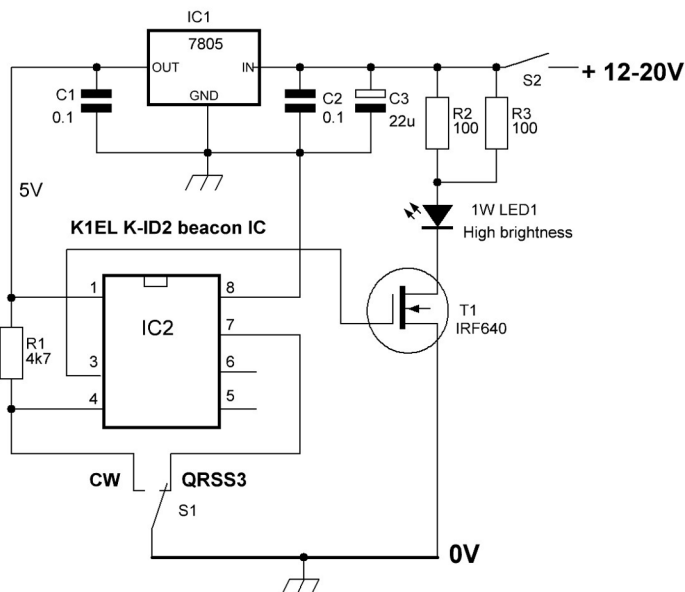 IC1
7805
OUT
IN
GND
C1
0.1
C2
0.1
C3
22u
R2
100
R3
100
S2
+ 12-20V
5V
1W LED1
High brightness
K1EL K-ID2 beacon IC
1
8
IC2
7
T1
IRF640
R1
4k7
3
6
4
5
CW
QRSS3
S1
0V